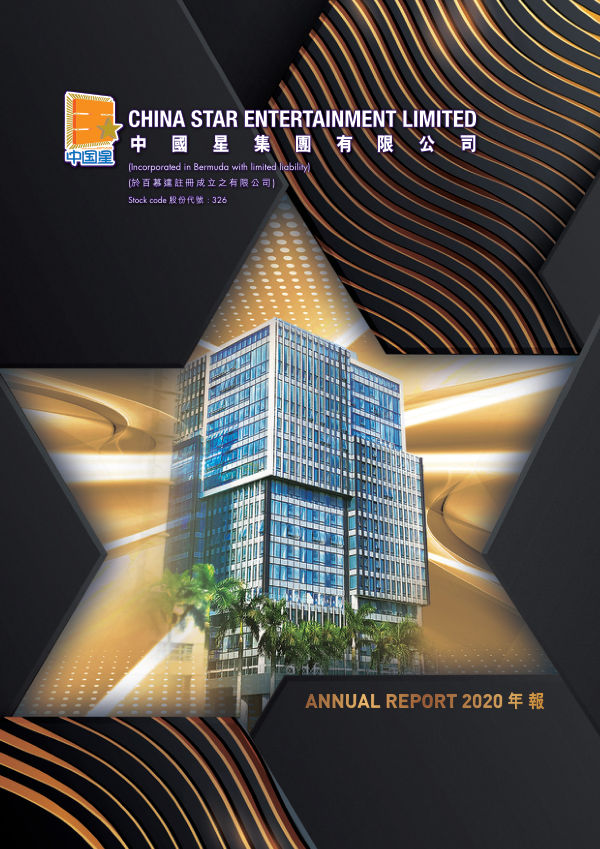 CHINA STAR ENTERTAINMENT LIMITED
中國星集團有限公司
中国星
(Incorporated in Bermuda with limited liability)
(於百慕達註冊成立之有限公司)
Stock code 股份代號 : 326
ANNUAL REPORT 2020 年報